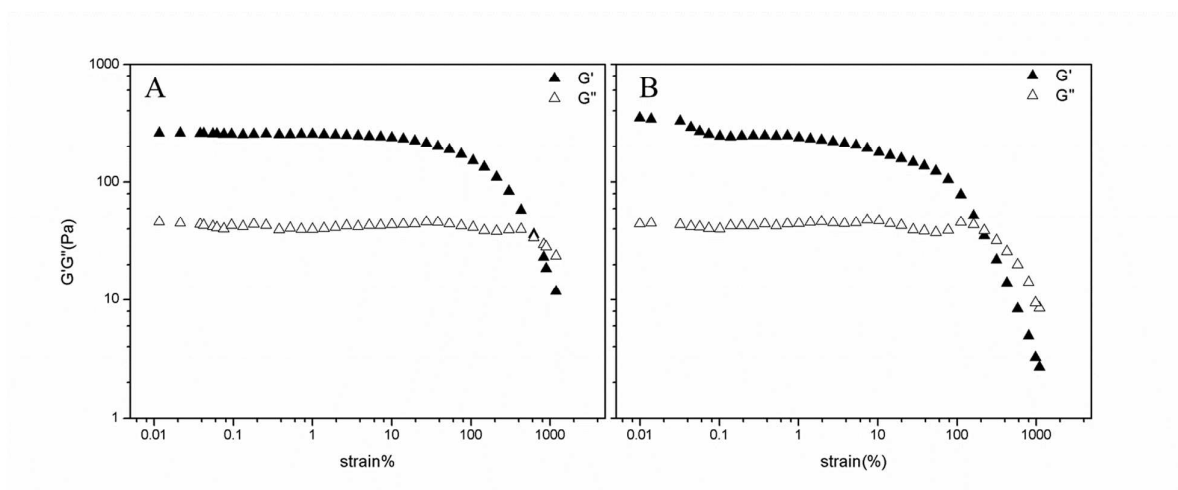 A
▲ G'
△ G"
B
▲ G'
△ G"
G'G"(Pa)
1000
100
10
1
0.01 0.1 1 10 100 1000
0.01 0.1 1 10 100 1000
strain%
strain(%)